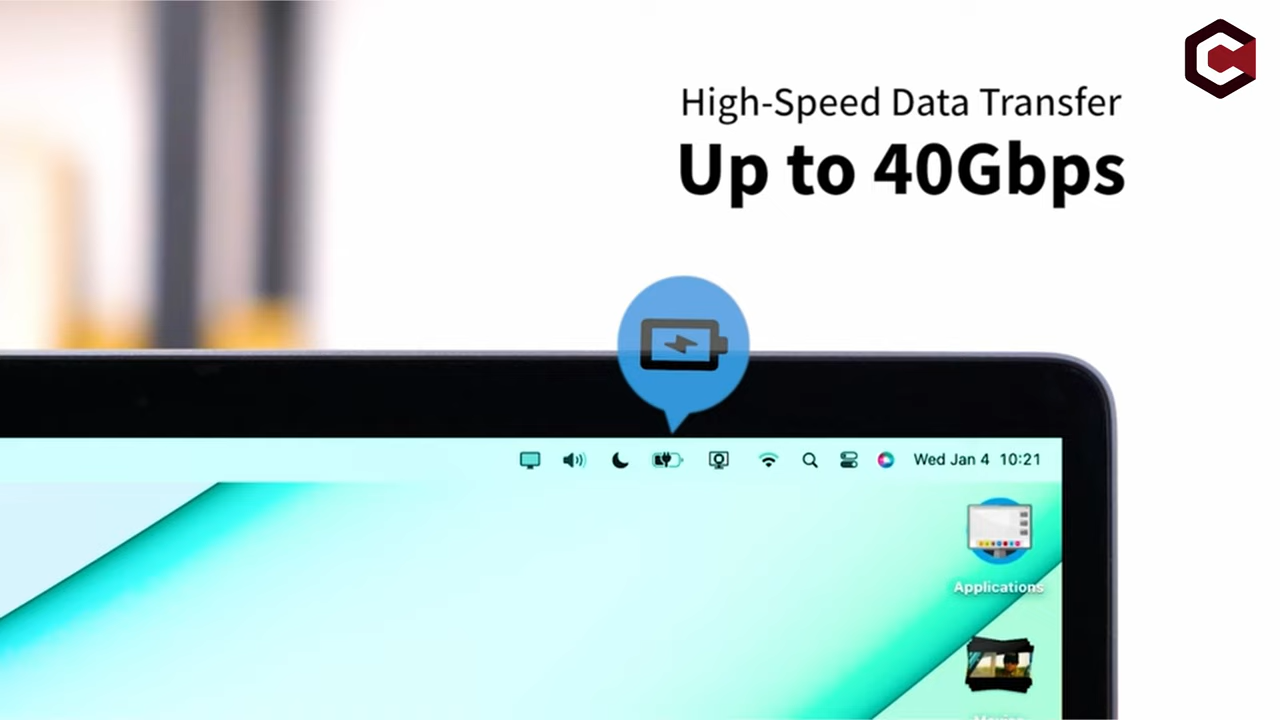 High-Speed Data Transfer
Up to 40Gbps
Wed Jan 4 10:21
Applications